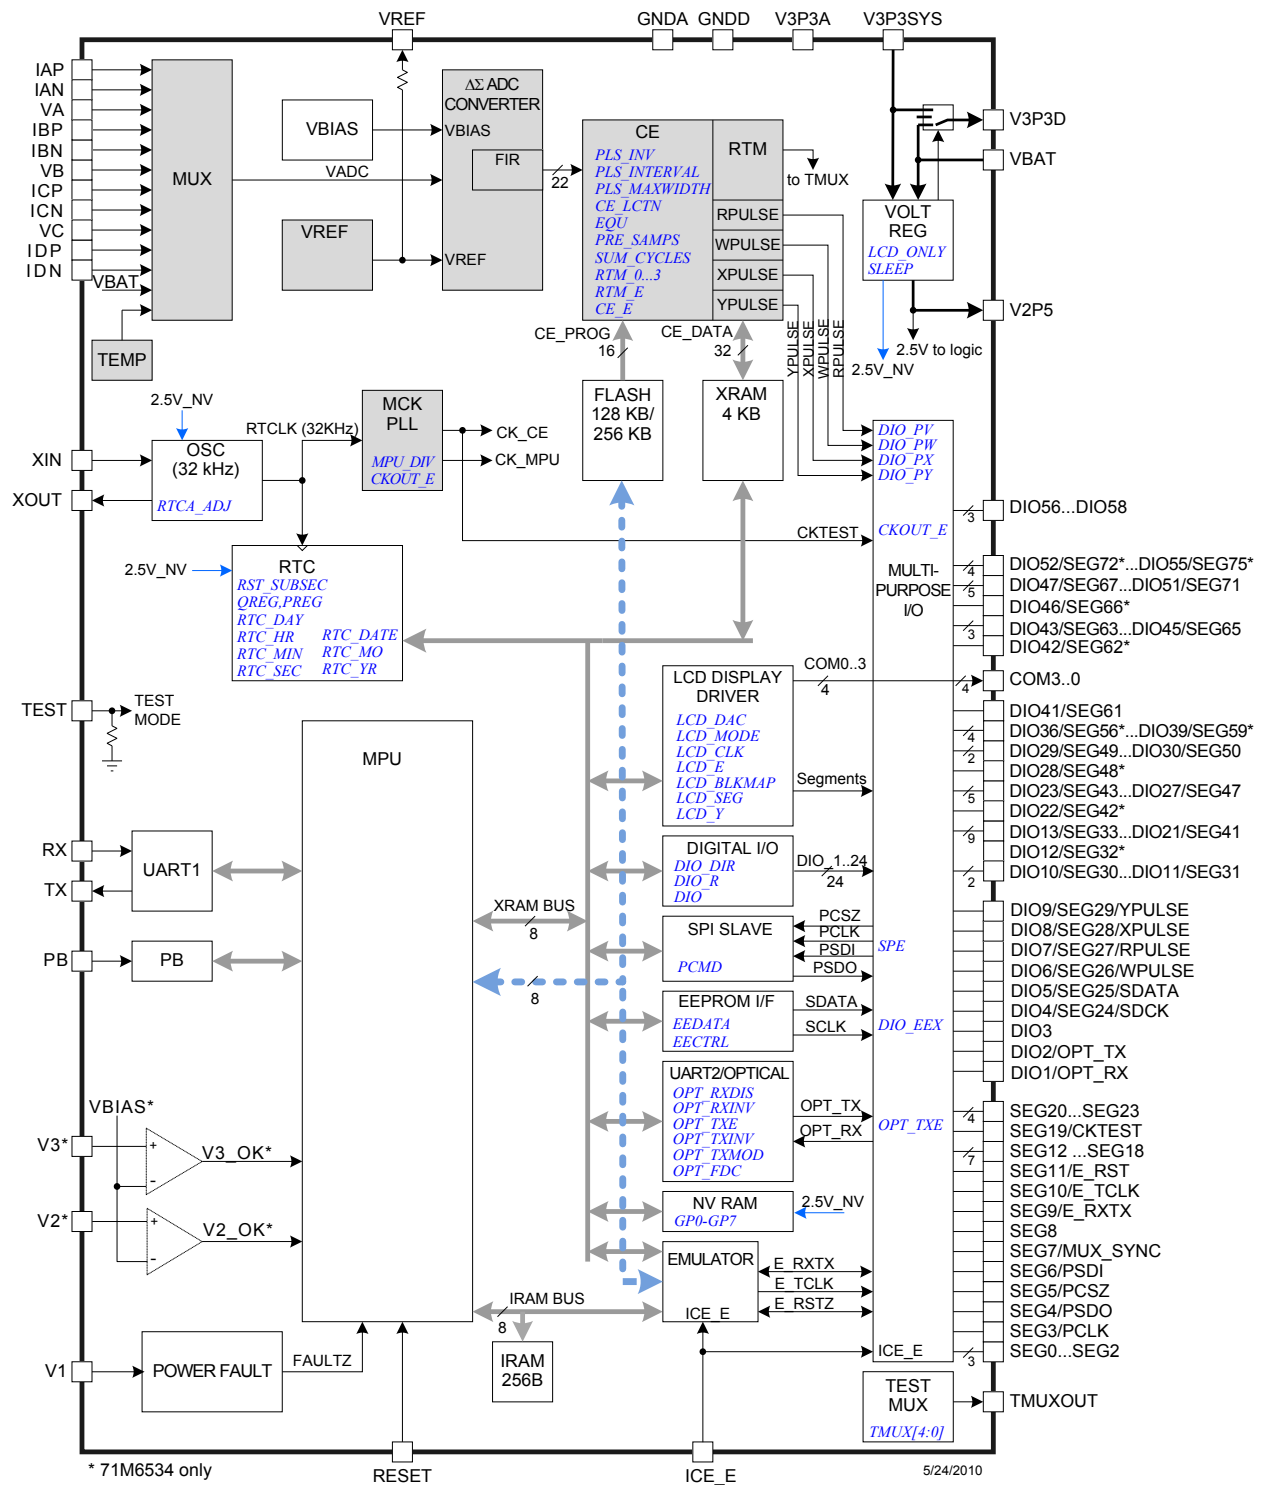 VREF
GNDA
GNDD
V3P3A
V3P3SYS
IAP
IAN
VA
IBP
IBN
VB
ICP
ICN
VC
IDP
IDN
VBAT
MUX
TEMP
VBIAS
VREF
VADC
ΔΣ ADC
CONVERTER
VBIAS
FIR
VREF
22
CE
PLS_INV
PLS_INTERVAL
PLS_MAXWIDTH
CE_LCTN
EQU
PRE_SAMPS
SUM_CYCLES
RTM_0...3
RTM_E
CE_E
RTM
RPULSE
WPULSE
XPULSE
YPULSE
to TMUX
V3P3D
VBAT
VOLT
REG
LCD_ONLY
SLEEP
V2P5
2.5V to logic
2.5V_NV
CE_PROG
16
CE_DATA
32
YPULSE
XPULSE
WPULSE
RPULSE
FLASH
128 KB/
256 KB
XRAM
4 KB
2.5V_NV
XIN
XOUT
OSC
(32 kHz)
RTCA_ADJ
RTCLK (32KHz)
MCK
PLL
MPU_DIV
CKOUT_E
CK_CE
CK_MPU
2.5V_NV
RTC
RST_SUBSEC
QREG,PREG
RTC_DAY
RTC_HR
RTC_MIN
RTC_SEC
RTC_DATE
RTC_MO
RTC_YR
CKTEST
DIO_PV
DIO_PW
DIO_PX
DIO_PY
CKOUT_E
MULTI-
PURPOSE
I/O
DIO56...DIO58
3
DIO52/SEG72*...DIO55/SEG75*
4
DIO47/SEG67...DIO51/SEG71
5
DIO46/SEG66*
DIO43/SEG63...DIO45/SEG65
3
DIO42/SEG62*
COM3..0
4
TEST
TEST
MODE
MPU
LCD DISPLAY
DRIVER
LCD_DAC
LCD_MODE
LCD_CLK
LCD_E
LCD_BLKMAP
LCD_SEG
LCD_Y
COM0..3
4
Segments
DIO41/SEG61
DIO36/SEG56*...DIO39/SEG59*
4
DIO29/SEG49...DIO30/SEG50
2
DIO28/SEG48*
DIO23/SEG43...DIO27/SEG47
5
DIO22/SEG42*
DIO13/SEG33...DIO21/SEG41
9
DIO12/SEG32*
DIO10/SEG30...DIO11/SEG31
2
RX
TX
UART1
PB
PB
XRAM BUS
8
8
DIGITAL I/O
DIO_DIR
DIO_R
DIO
DIO_1..24
24
SPI SLAVE
PCMD
PCSZ
PCLK
PSDI
PSDO
SPE
EEPROM I/F
EEDATA
EECTRL
SDATA
SCLK
DIO_EEX
DIO9/SEG29/YPULSE
DIO8/SEG28/XPULSE
DIO7/SEG27/RPULSE
DIO6/SEG26/WPULSE
DIO5/SEG25/SDATA
DIO4/SEG24/SDCK
DIO3
DIO2/OPT_TX
DIO1/OPT_RX
UART2/OPTICAL
OPT_RXDIS
OPT_RXINV
OPT_TXE
OPT_TXINV
OPT_TXMOD
OPT_FDC
OPT_TX
OPT_RX
OPT_TXE
SEG20...SEG23
4
SEG19/CKTEST
SEG12 ...SEG18
7
SEG11/E_RST
SEG10/E_TCLK
SEG9/E_RXTX
SEG8
SEG7/MUX_SYNC
SEG6/PSDI
SEG5/PCSZ
SEG4/PSDO
SEG3/PCLK
SEG0...SEG2
3
NV RAM
GP0-GP7
2.5V_NV
EMULATOR
ICE_E
E_RXTX
E_TCLK
E_RSTZ
ICE_E
VBIAS*
V3*
+
-
V3_OK*
V2*
+
-
V2_OK*
IRAM BUS
8
IRAM
256B
V1
POWER FAULT
FAULTZ
TEST
MUX
TMUX[4:0]
TMUXOUT
* 71M6534 only
RESET
ICE_E
5/24/2010